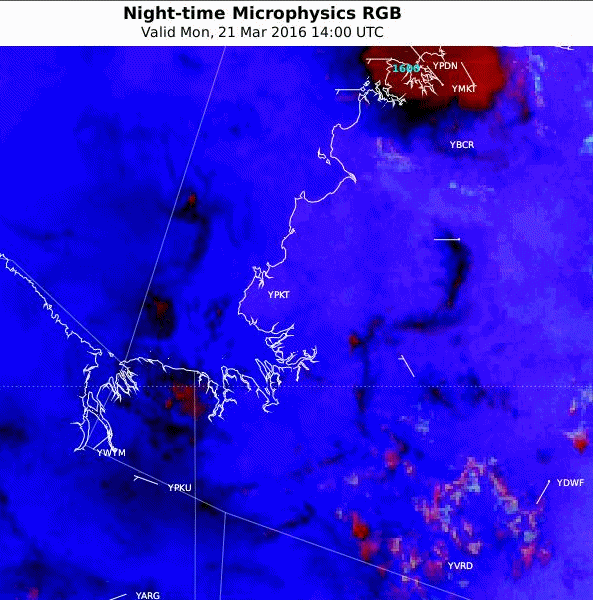 Night-time Microphysics RGB
Valid Mon, 21 Mar 2016 14:00 UTC
YPDN
1600
YMKT
YBCR
YPKT
YWYM
YPKU
YDWF
YVRD
YARG